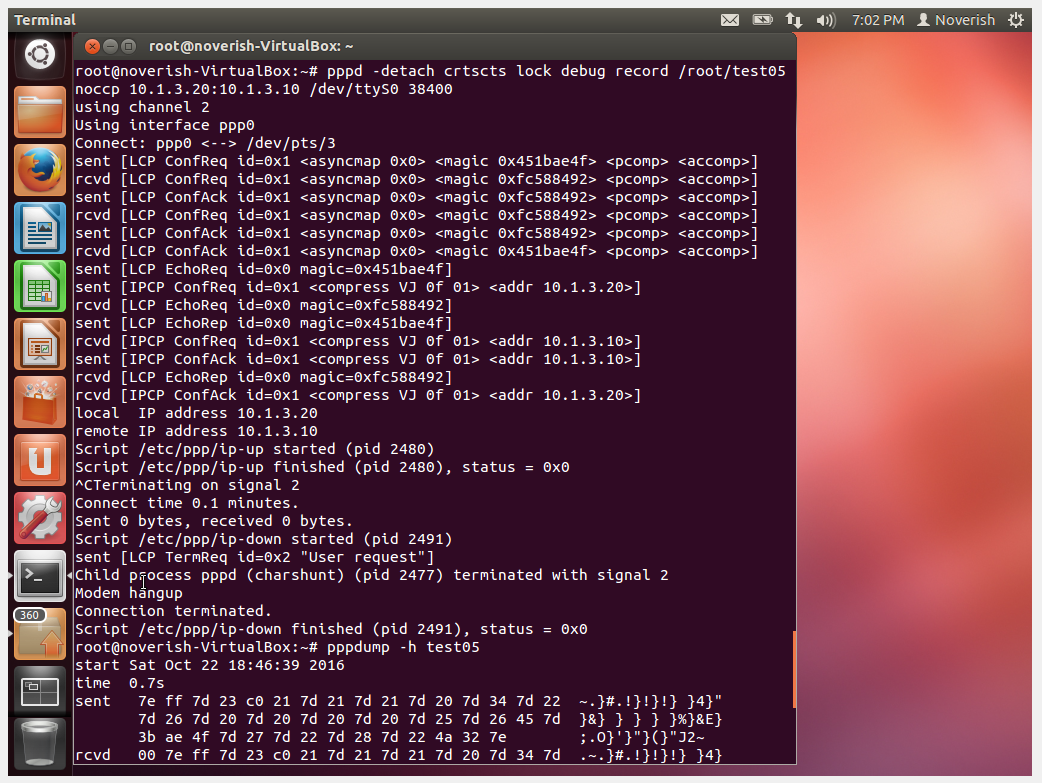 Terminal
7:02 PM Noverish
root@noverish-VirtualBox: ~
root@noverish-VirtualBox:~# pppd -detach crtscts lock debug record /root/test05
noccp 10.1.3.20:10.1.3.10 /dev/ttyS0 38400
using channel 2
Using interface ppp0
Connect: ppp0 <--> /dev/pts/3
sent [LCP ConfReq id=0x1 <asyncmap 0x0> <magic 0x451bae4f> <pcomp> <accomp>]
rcvd [LCP ConfReq id=0x1 <asyncmap 0x0> <magic 0xfc588492> <pcomp> <accomp>]
sent [LCP ConfAck id=0x1 <asyncmap 0x0> <magic 0xfc588492> <pcomp> <accomp>]
rcvd [LCP ConfReq id=0x1 <asyncmap 0x0> <magic 0xfc588492> <pcomp> <accomp>]
sent [LCP ConfAck id=0x1 <asyncmap 0x0> <magic 0xfc588492> <pcomp> <accomp>]
rcvd [LCP ConfAck id=0x1 <asyncmap 0x0> <magic 0x451bae4f> <pcomp> <accomp>]
sent [LCP EchoReq id=0x0 magic=0x451bae4f]
sent [IPCP ConfReq id=0x1 <compress VJ 0f 01> <addr 10.1.3.20>]
rcvd [LCP EchoReq id=0x0 magic=0xfc588492]
sent [LCP EchoRep id=0x0 magic=0x451bae4f]
rcvd [IPCP ConfReq id=0x1 <compress VJ 0f 01> <addr 10.1.3.10>]
sent [IPCP ConfAck id=0x1 <compress VJ 0f 01> <addr 10.1.3.10>]
rcvd [LCP EchoRep id=0x0 magic=0xfc588492]
rcvd [IPCP ConfAck id=0x1 <compress VJ 0f 01> <addr 10.1.3.20>]
local  IP address 10.1.3.20
remote IP address 10.1.3.10
Script /etc/ppp/ip-up started (pid 2480)
Script /etc/ppp/ip-up finished (pid 2480), status = 0x0
^CTerminating on signal 2
Connect time 0.1 minutes.
Sent 0 bytes, received 0 bytes.
Script /etc/ppp/ip-down started (pid 2491)
sent [LCP TermReq id=0x2 "User request"]
Child process pppd (charshunt) (pid 2477) terminated with signal 2
Modem hangup
Connection terminated.
360
Script /etc/ppp/ip-down finished (pid 2491), status = 0x0
root@noverish-VirtualBox:~# pppdump -h test05
start Sat Oct 22 18:46:39 2016
time  0.7s
sent   7e ff 7d 23 c0 21 7d 21 7d 21 7d 20 7d 34 7d 22  ~.}#.!}!}!} }4}"
       7d 26 7d 20 7d 20 7d 20 7d 20 7d 25 7d 26 45 7d  }&} } } } }%}&E}
       3b ae 4f 7d 27 7d 22 7d 28 7d 22 4a 32 7e        ;.O}'}"}(}"J2~
rcvd   00 7e ff 7d 23 c0 21 7d 21 7d 21 7d 20 7d 34 7d  .~.}#.!}!}!} }4}